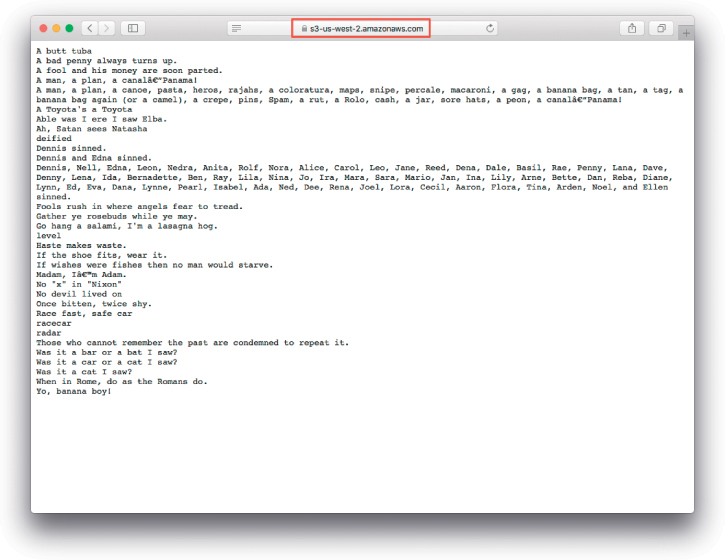 s3-us-west-2.amazonaws.com
A butt tuba
A bad penny always turns up.
A fool and his money are soon parted.
A man, a plan, a canalâ€”Panama!
A man, a plan, a canoe, pasta, heros, rajahs, a coloratura, maps, snipe, percale, macaroni, a gag, a banana bag, a tan, a tag, a
banana bag again (or a camel), a crepe, pins, Spam, a rut, a Rolo, cash, a jar, sore hats, a peon, a canalâ€”Panama!
A Toyota's a Toyota
Able was I ere I saw Elba.
Ah, Satan sees Natasha
deified
Dennis sinned.
Dennis and Edna sinned.
Dennis, Nell, Edna, Leon, Nedra, Anita, Rolf, Nora, Alice, Carol, Leo, Jane, Reed, Dena, Dale, Basil, Rae, Penny, Lana, Dave,
Denny, Lena, Ida, Bernadette, Ben, Ray, Lila, Nina, Jo, Ira, Mara, Sara, Mario, Jan, Ina, Lily, Arne, Bette, Dan, Reba, Diane,
Lynn, Ed, Eva, Dana, Lynne, Pearl, Isabel, Ada, Ned, Dee, Rena, Joel, Lora, Cecil, Aaron, Flora, Tina, Arden, Noel, and Ellen
sinned.
Fools rush in where angels fear to tread.
Gather ye rosebuds while ye may.
Go hang a salami, I'm a lasagna hog.
level
Haste makes waste.
If the shoe fits, wear it.
If wishes were fishes then no man would starve.
Madam, Iâ€™m Adam.
No "x" in "Nixon"
No devil lived on
Once bitten, twice shy.
Race fast, safe car
racecar
radar
Those who cannot remember the past are condemned to repeat it.
Was it a bar or a bat I saw?
Was it a car or a cat I saw?
Was it a cat I saw?
When in Rome, do as the Romans do.
Yo, banana boy!